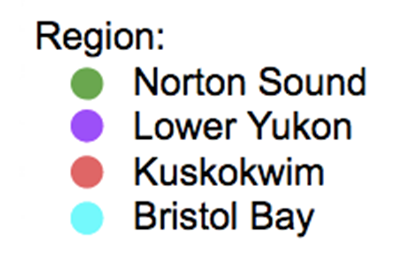 Region:
Norton Sound
Lower Yukon
Kuskokwim
Bristol Bay